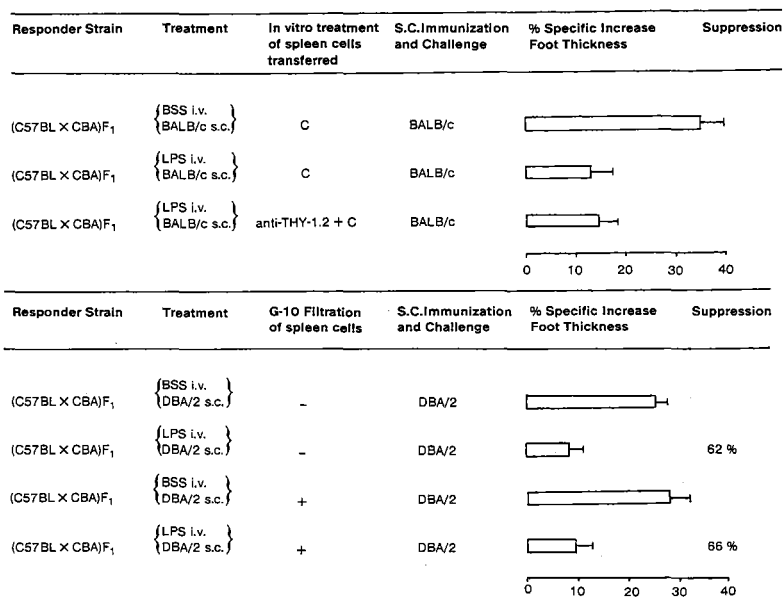 Responder Strain Treatment In vitro treatment of spleen cells transferred S.C.Immunization and Challenge % Specific Increase Foot Thickness Suppression
(C57BL X CBA)F1 {BSS i.v. BALB/c s.c.} C BALB/c
(C57BL X CBA)F1 {LPS i.v. BALB/c s.c.} C BALB/c
(C57BL X CBA)F1 {LPS i.v. BALB/c s.c.} anti-THY-1.2 + C BALB/c
0 10 20 30 40
Responder Strain Treatment G-10 Filtration of spleen cells S.C.Immunization and Challenge % Specific Increase Foot Thickness Suppression
(C57BL X CBA)F1 {BSS i.v. DBA/2 s.c.} – DBA/2
(C57BL X CBA)F1 {LPS i.v. DBA/2 s.c.} – DBA/2 62 %
(C57BL X CBA)F1 {BSS i.v. DBA/2 s.c.} + DBA/2
(C57BL X CBA)F1 {LPS i.v. DBA/2 s.c.} + DBA/2 66 %
0 10 20 30 40